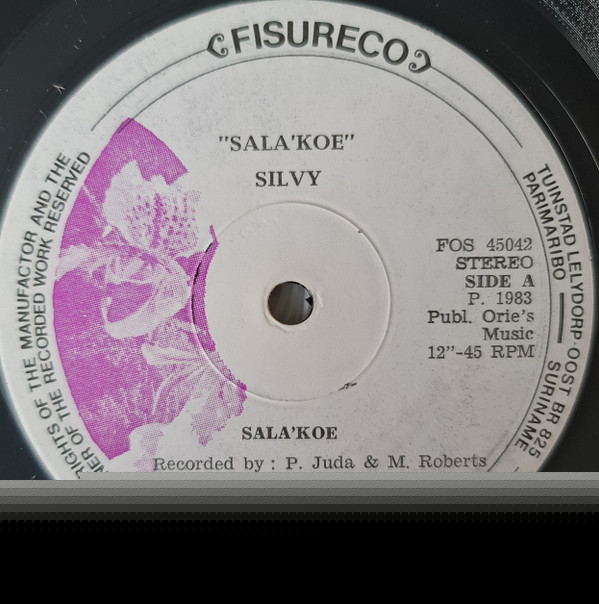 FISURECO
"SALA'KOE"
SILVY
FOS 45042
STEREO
SIDE A
P. 1983
Publ. Orie's
Music
12"-45 RPM
SALA'KOE
Recorded by : P. Juda & M. Roberts
RIGHTS OF THE MANUFACTOR AND THE
OF THE RECORDED WORK RESERVED
TUINSTAD LELYDORP-OOST BR 825
PARIMARIBO — SURINAME